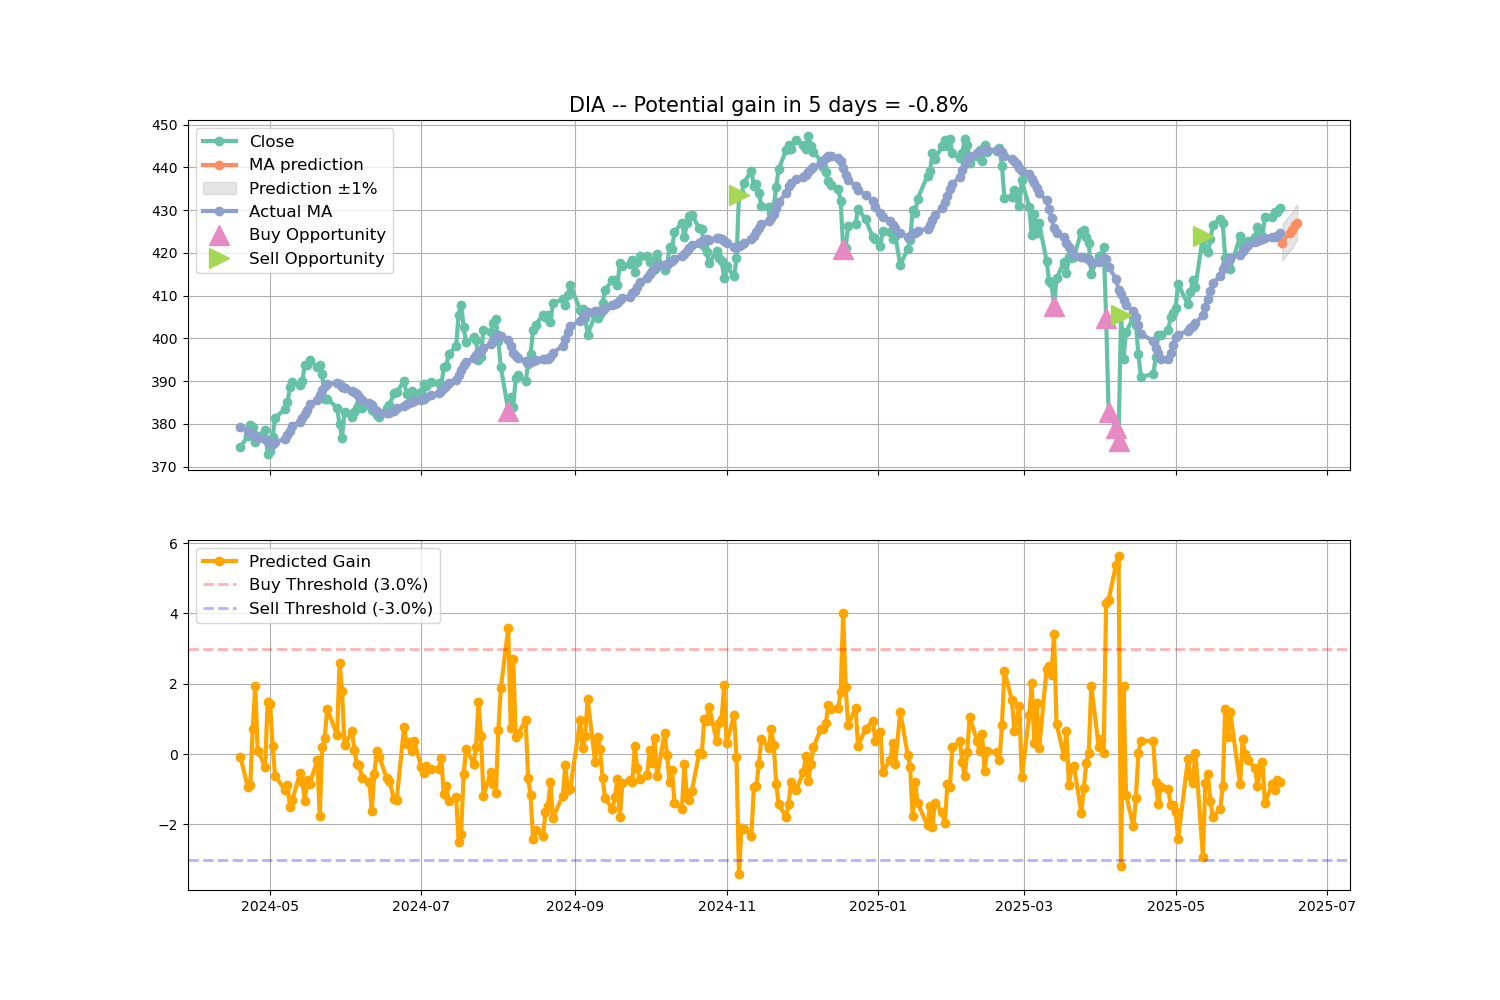 DIA -- Potential gain in 5 days = -0.8%
450
440
430
420
410
400
390
380
370
Close
MA prediction
Prediction ±1%
Actual MA
Buy Opportunity
Sell Opportunity
6
4
2
0
−2
Predicted Gain
Buy Threshold (3.0%)
Sell Threshold (-3.0%)
2024-05 2024-07 2024-09 2024-11 2025-01 2025-03 2025-05 2025-07